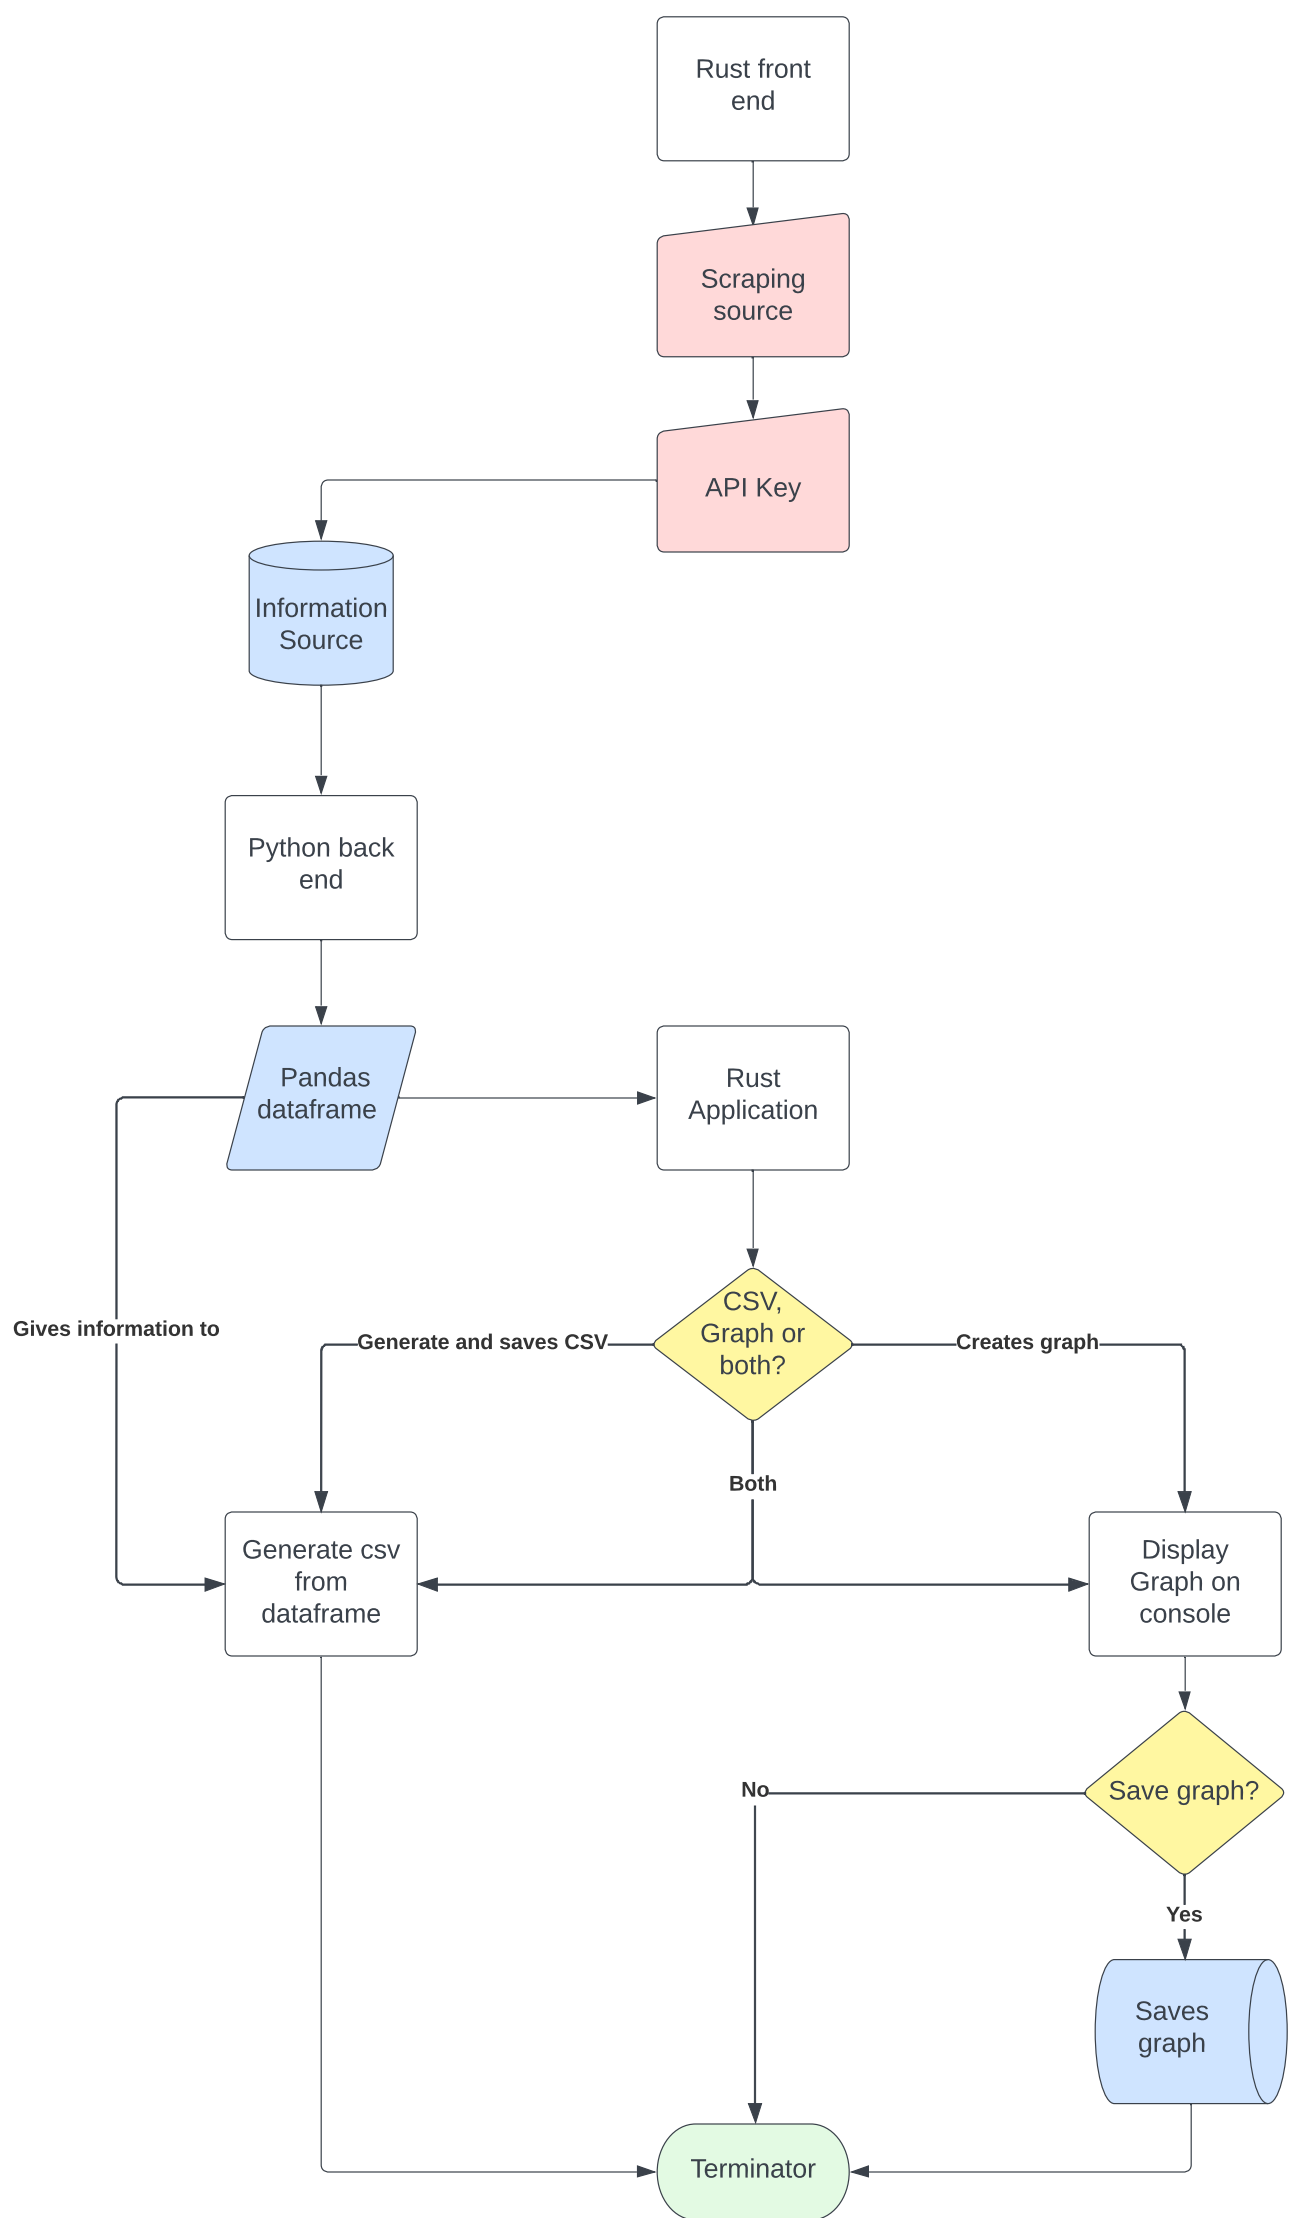 Rust front
end
Scraping
source
API Key
Information
Source
Python back
end
Pandas
dataframe
Rust
Application
Gives information to
CSV,
Graph or
both?
Generate and saves CSV
Creates graph
Both
Generate csv
from
dataframe
Display
Graph on
console
Save graph?
No
Yes
Saves
graph
Terminator